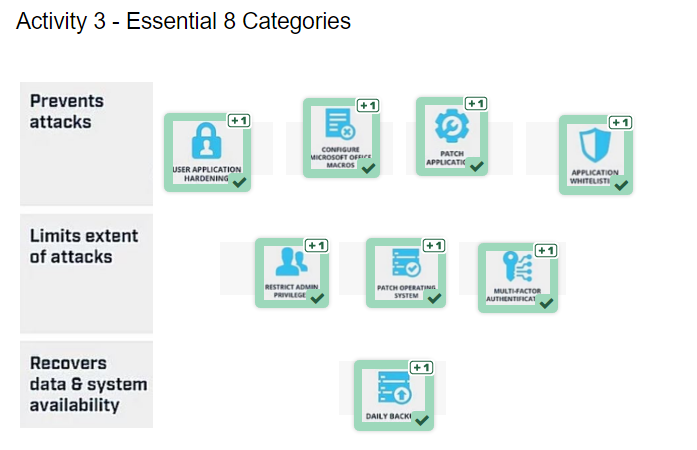 Activity 3 - Essential 8 Categories
Prevents
attacks
+1
USER APPLICATION
HARDENING
+1
CONFIGURE
MICROSOFT OFFICE
MACROS
+1
PATCH
+1
APPLICATION
Limits extent
of attacks
+1
RESTRICT ADMIN
+1
PATCH OPERATING
SYSTEM
+1
MULTI-FACTOR
Recovers
data & system
availability
+1
DAILY